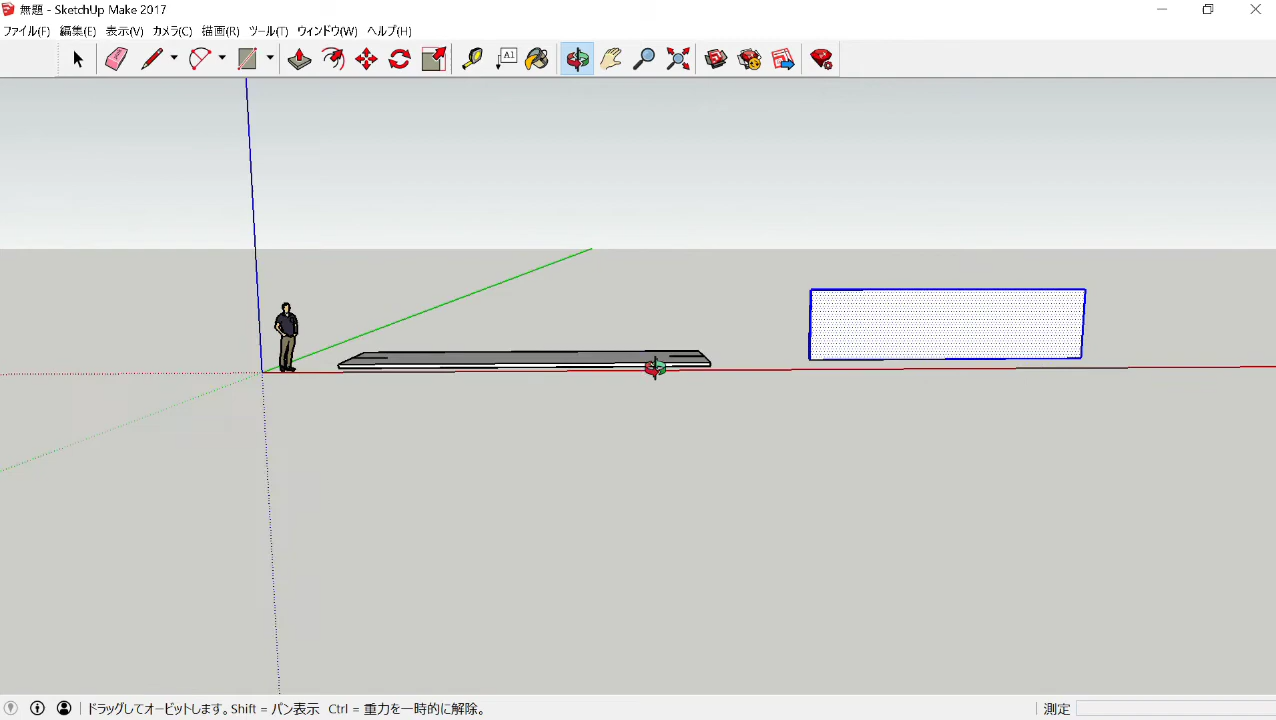 無題 - SketchUp Make 2017
ファイル(F) 編集(E) 表示(V) カメラ(C) 描画(R) ツール(T) ウィンドウ(W) ヘルプ(H)
A1
ドラッグしてオービットします。Shift = パン表示 Ctrl = 重力を一時的に解除。
測定